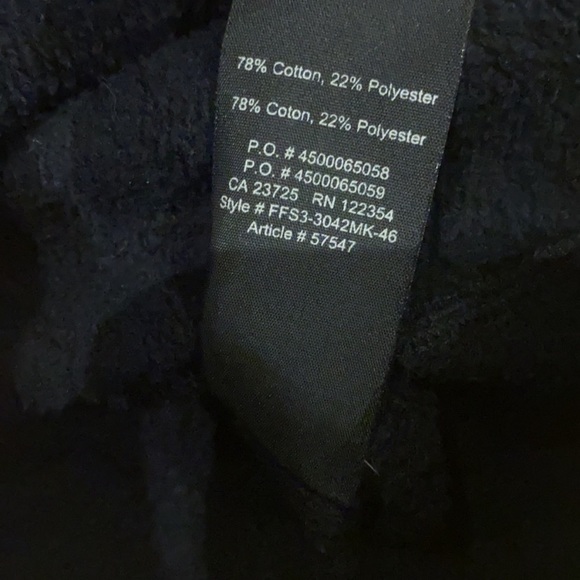 78% Cotton, 22% Polyester
78% Coton, 22% Polyester
P.O. # 4500065058
P.O. # 4500065059
CA 23725 RN 122354
Style # FFS3-3042MK-46
Article # 57547